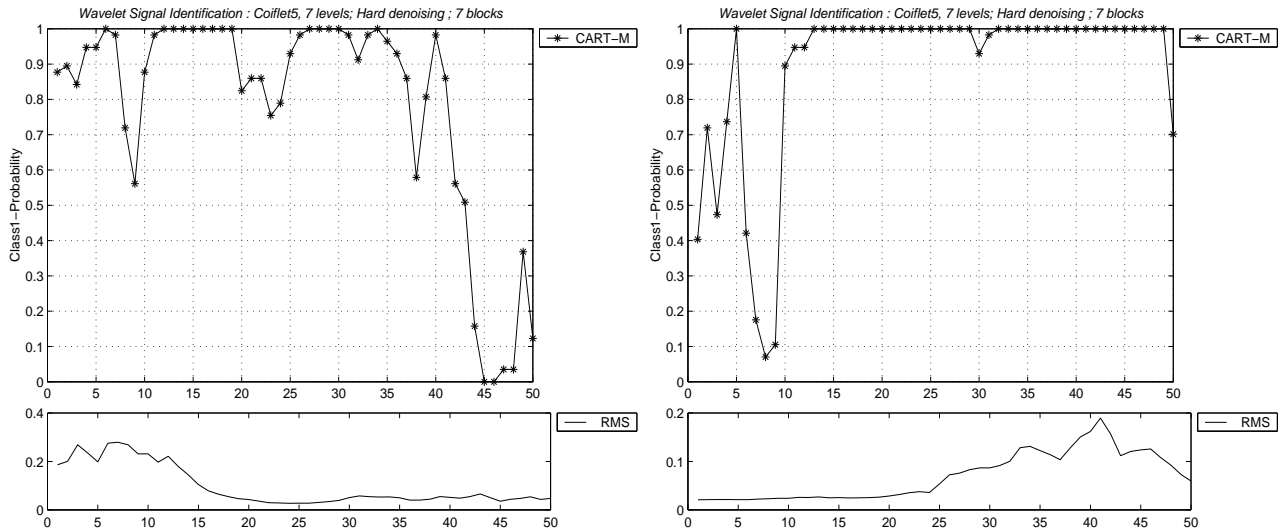 Wavelet Signal Identification : Coiflet5, 7 levels; Hard denoising ; 7 blocks
1
0.9
0.8
0.7
0.6
0.5
0.4
0.3
0.2
0.1
0
Class1−Probability
CART−M
0 5 10 15 20 25 30 35 40 45 50
0.4
0.2
0
RMS
0 5 10 15 20 25 30 35 40 45 50
Wavelet Signal Identification : Coiflet5, 7 levels; Hard denoising ; 7 blocks
1
0.9
0.8
0.7
0.6
0.5
0.4
0.3
0.2
0.1
0
Class1−Probability
CART−M
0 5 10 15 20 25 30 35 40 45 50
0.2
0.1
0
RMS
0 5 10 15 20 25 30 35 40 45 50